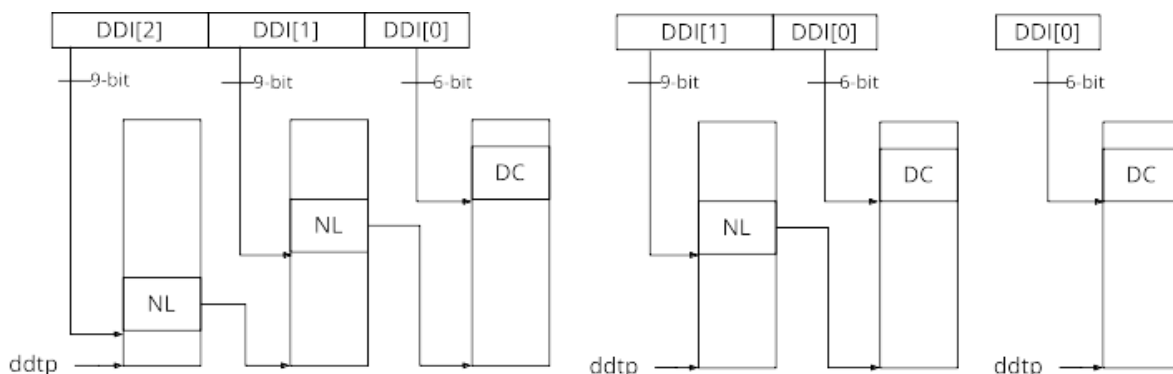 DDI[2] DDI[1] DDI[0] DDI[1] DDI[0] DDI[0]
9-bit 9-bit 6-bit 9-bit 6-bit 6-bit
DC DC DC
NL NL
NL
ddtp ddtp ddtp